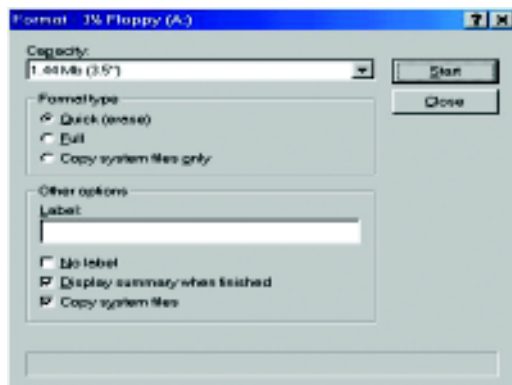 Format - 3½ Floppy (A:)
Capacity:
1.44 Mb (3.5")
Start
Close
Format type
Quick (erase)
Full
Copy system files only
Other options
Label:
No label
Display summary when finished
Copy system files